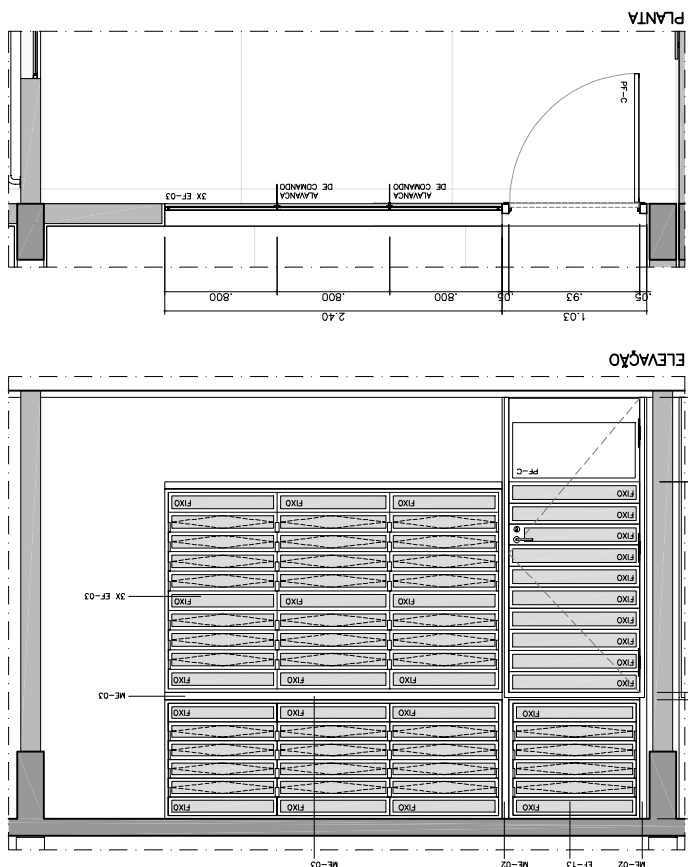 ME-02 EF-13 ME-02 ME-03
FIXO FIXO FIXO FIXO
FIXO FIXO FIXO FIXO
ME-03
FIXO FIXO FIXO FIXO
FIXO
FIXO
FIXO
FIXO FIXO FIXO FIXO
3X EF-03
FIXO
FIXO
FIXO
FIXO
FIXO FIXO FIXO FIXO
PF-C
ELEVAÇÃO
1.03 2.40
.05 .93 .05 .800 .800 .800
ALAVANCA
DE COMANDO
ALAVANCA
DE COMANDO
3X EF-03
PF-C
PLANTA